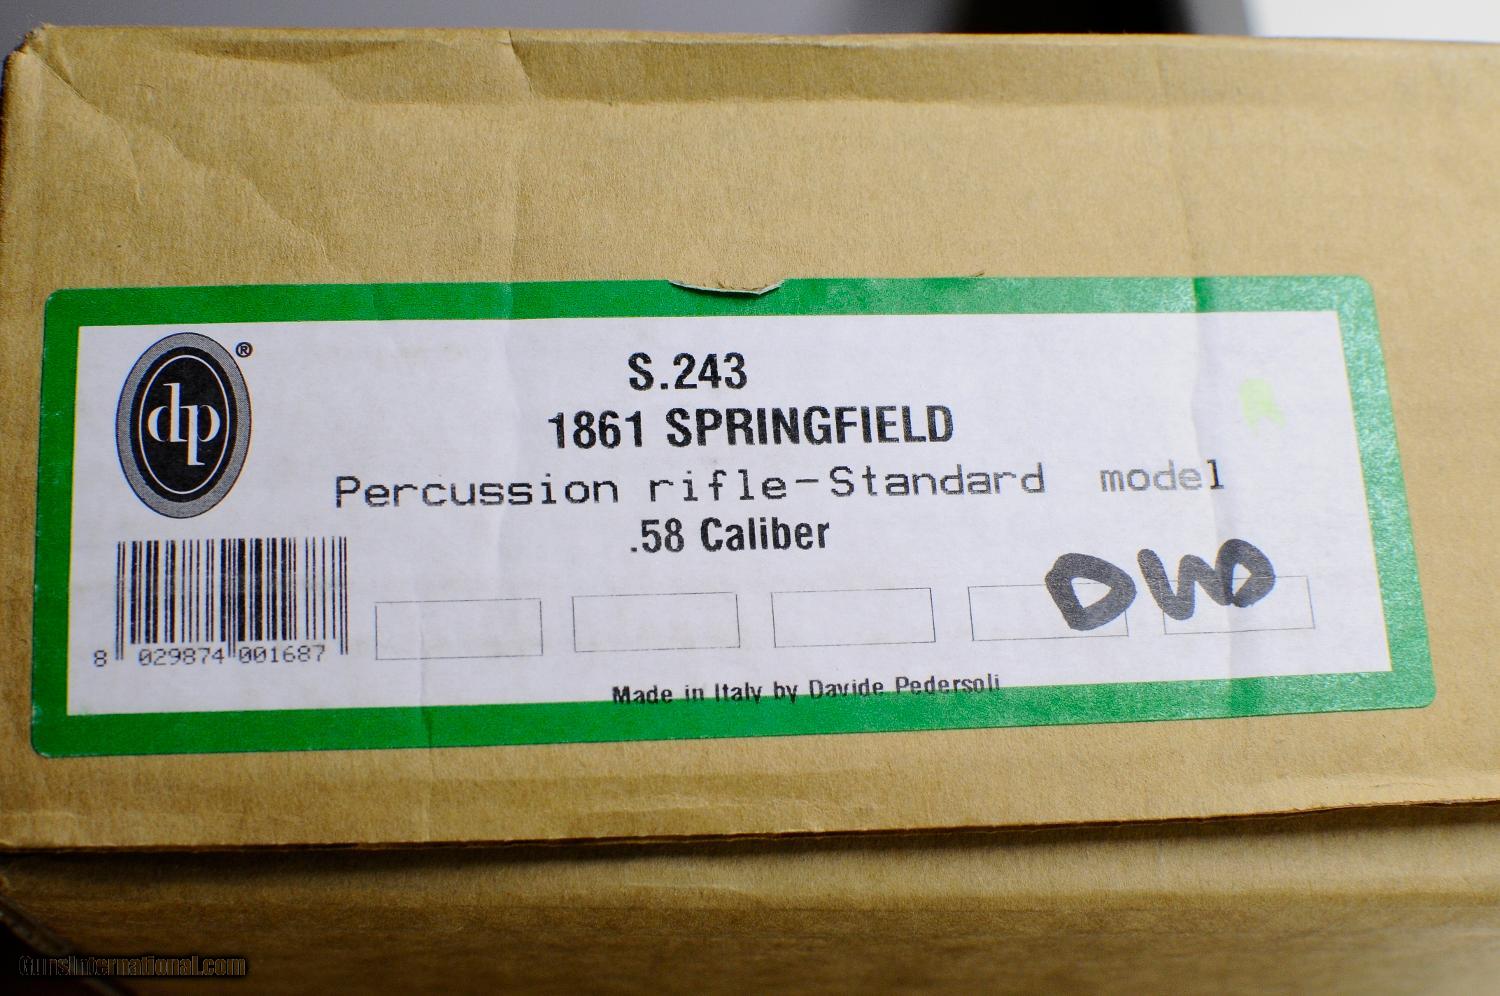 dp ®
S.243
1861 SPRINGFIELD
Percussion rifle-Standard model
.58 Caliber
DWD
8 029874 001687
Made in Italy by Davide Pedersoli
GunsInternational.com